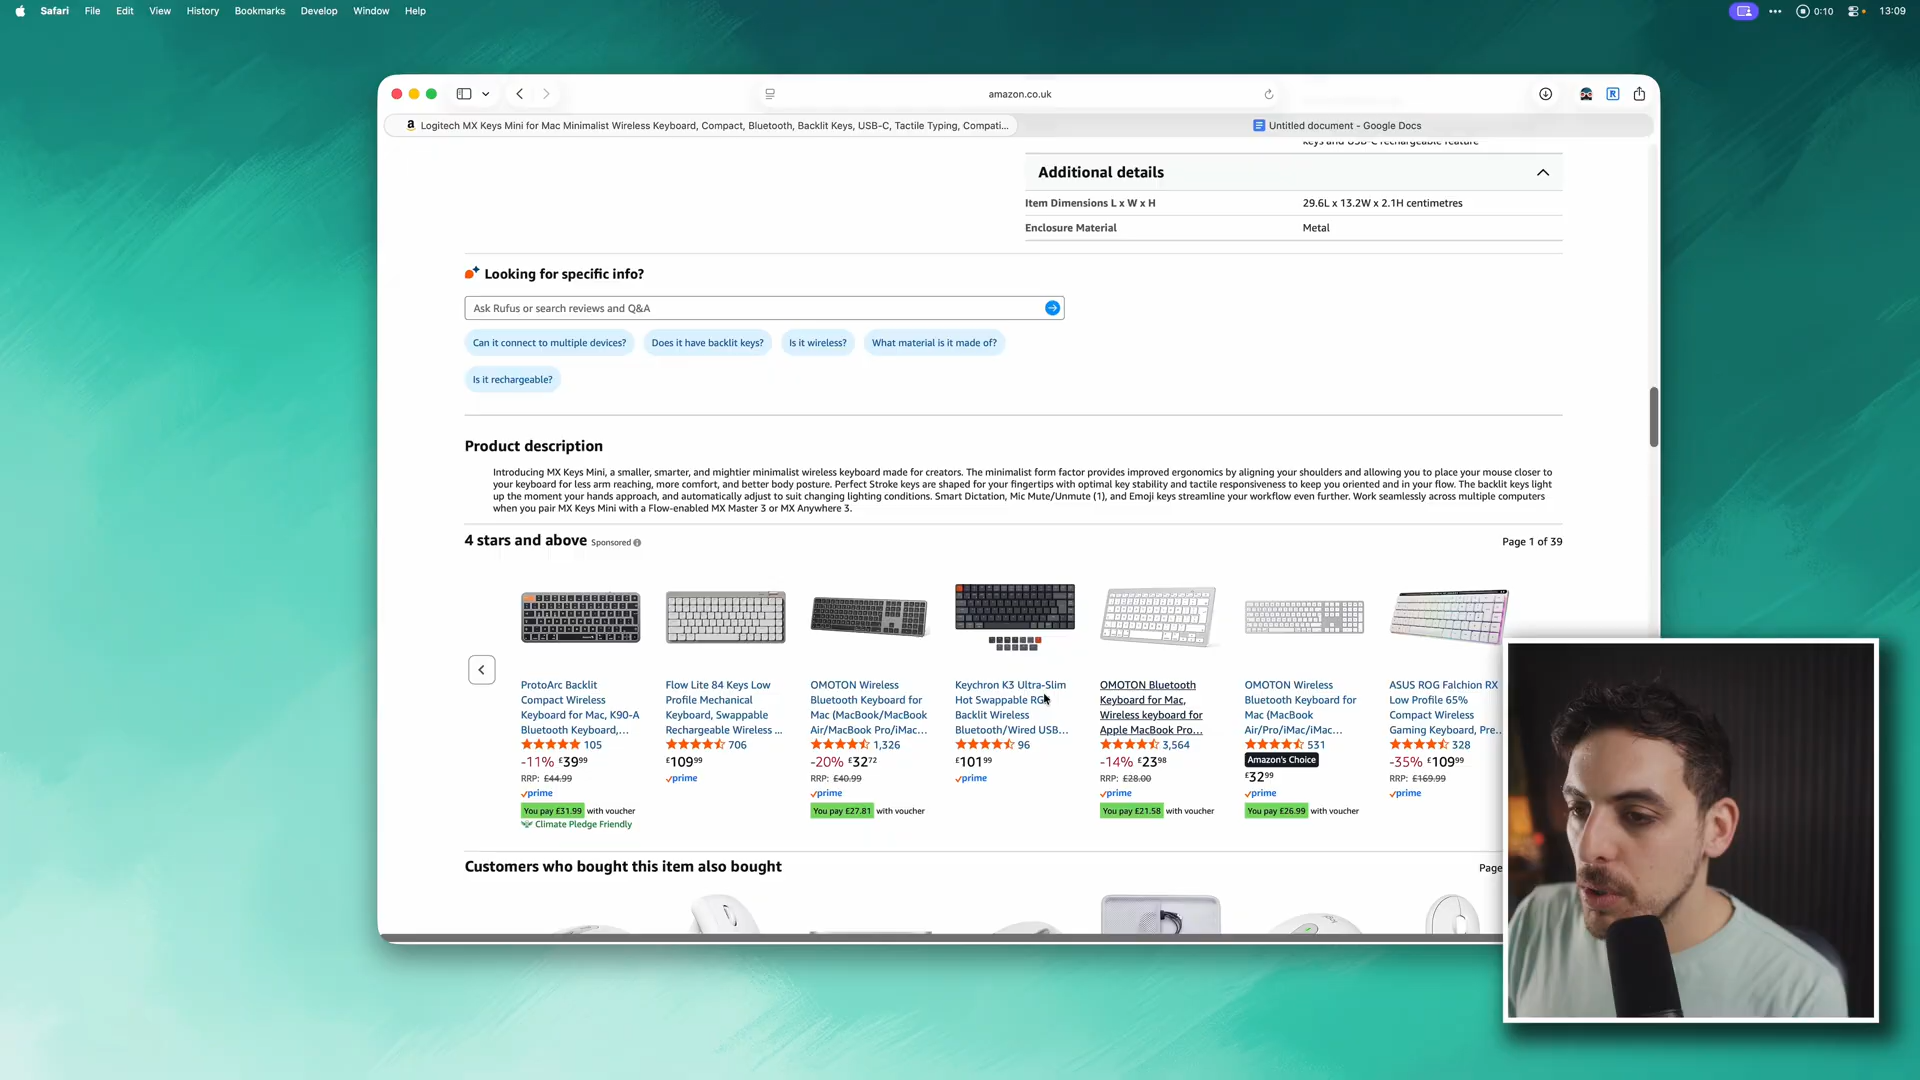 Safari File Edit View History Bookmarks Develop Window Help
0:10 13:09
amazon.co.uk
Logitech MX Keys Mini for Mac Minimalist Wireless Keyboard, Compact, Bluetooth, Backlit Keys, USB-C, Tactile Typing, Compati...
Untitled document - Google Docs
keys and USB-C rechargeable feature
Additional details
Item Dimensions L x W x H 29.6L x 13.2W x 2.1H centimetres
Enclosure Material Metal
Looking for specific info?
Ask Rufus or search reviews and Q&A
Can it connect to multiple devices? Does it have backlit keys? Is it wireless? What material is it made of?
Is it rechargeable?
Product description
Introducing MX Keys Mini, a smaller, smarter, and mightier minimalist wireless keyboard made for creators. The minimalist form factor provides improved ergonomics by aligning your shoulders and allowing you to place your mouse closer to
your keyboard for less arm reaching, more comfort, and better body posture. Perfect Stroke keys are shaped for your fingertips with optimal key stability and tactile responsiveness to keep you oriented and in your flow. The backlit keys light
up the moment your hands approach, and automatically adjust to suit changing lighting conditions. Smart Dictation, Mic Mute/Unmute (1), and Emoji keys streamline your workflow even further. Work seamlessly across multiple computers
when you pair MX Keys Mini with a Flow-enabled MX Master 3 or MX Anywhere 3.
4 stars and above Sponsored
Page 1 of 39
ProtoArc Backlit
Compact Wireless
Keyboard for Mac, K90-A
Bluetooth Keyboard,...
105
-11% £39.99
RRP: £44.99
prime
You pay £31.99 with voucher
Climate Pledge Friendly
Flow Lite 84 Keys Low
Profile Mechanical
Keyboard, Swappable
Rechargeable Wireless ...
706
£109.99
prime
OMOTON Wireless
Bluetooth Keyboard for
Mac (MacBook/MacBook
Air/MacBook Pro/iMac...
1,326
-20% £32.72
RRP: £40.99
prime
You pay £27.81 with voucher
Keychron K3 Ultra-Slim
Hot Swappable RG
Backlit Wireless
Bluetooth/Wired USB...
96
£101.99
prime
OMOTON Bluetooth
Keyboard for Mac,
Wireless keyboard for
Apple MacBook Pro...
3,564
-14% £23.98
RRP: £28.00
prime
You pay £21.58 with voucher
OMOTON Wireless
Bluetooth Keyboard for
Mac (MacBook
Air/Pro/iMac/iMac...
531
Amazon's Choice
£32.99
prime
You pay £26.99 with voucher
ASUS ROG Falchion RX
Low Profile 65%
Compact Wireless
Gaming Keyboard, Pre...
328
-35% £109.99
RRP: £169.99
prime
Customers who bought this item also bought
Page